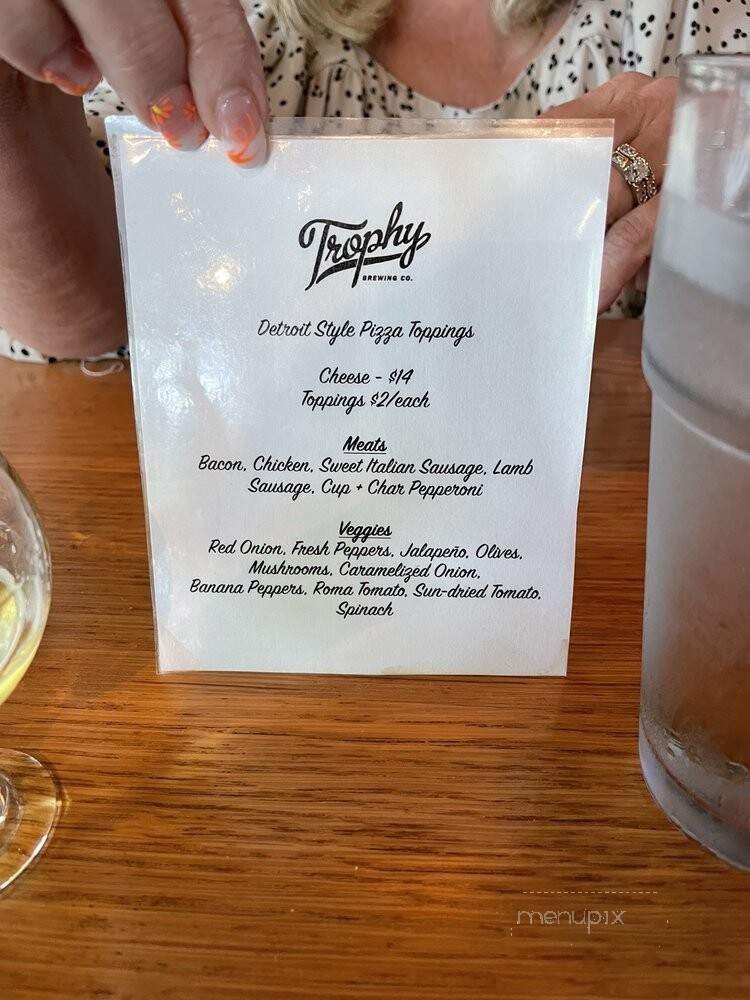 Trophy
BREWING CO.
Detroit Style Pizza Toppings
Cheese - $14
Toppings $2/each
Meats
Bacon, Chicken, Sweet Italian Sausage, Lamb
Sausage, Cup + Char Pepperoni
Veggies
Red Onion, Fresh Peppers, Jalapeño, Olives,
Mushrooms, Caramelized Onion,
Banana Peppers, Roma Tomato, Sun-dried Tomato,
Spinach
menupix